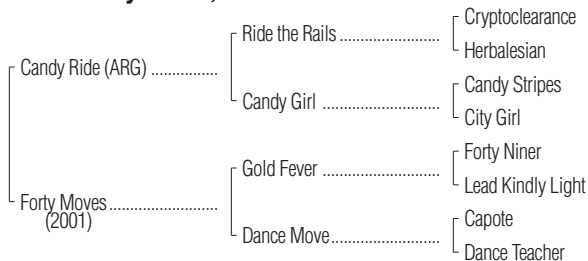 Cryptoclearance
Ride the Rails ......................
Herbalesian
Candy Ride (ARG) ................
Candy Stripes
Candy Girl ...........................
City Girl
Forty Niner
Gold Fever ...........................
Lead Kindly Light
Forty Moves ..........................
(2001)
Capote
Dance Move.........................
Dance Teacher